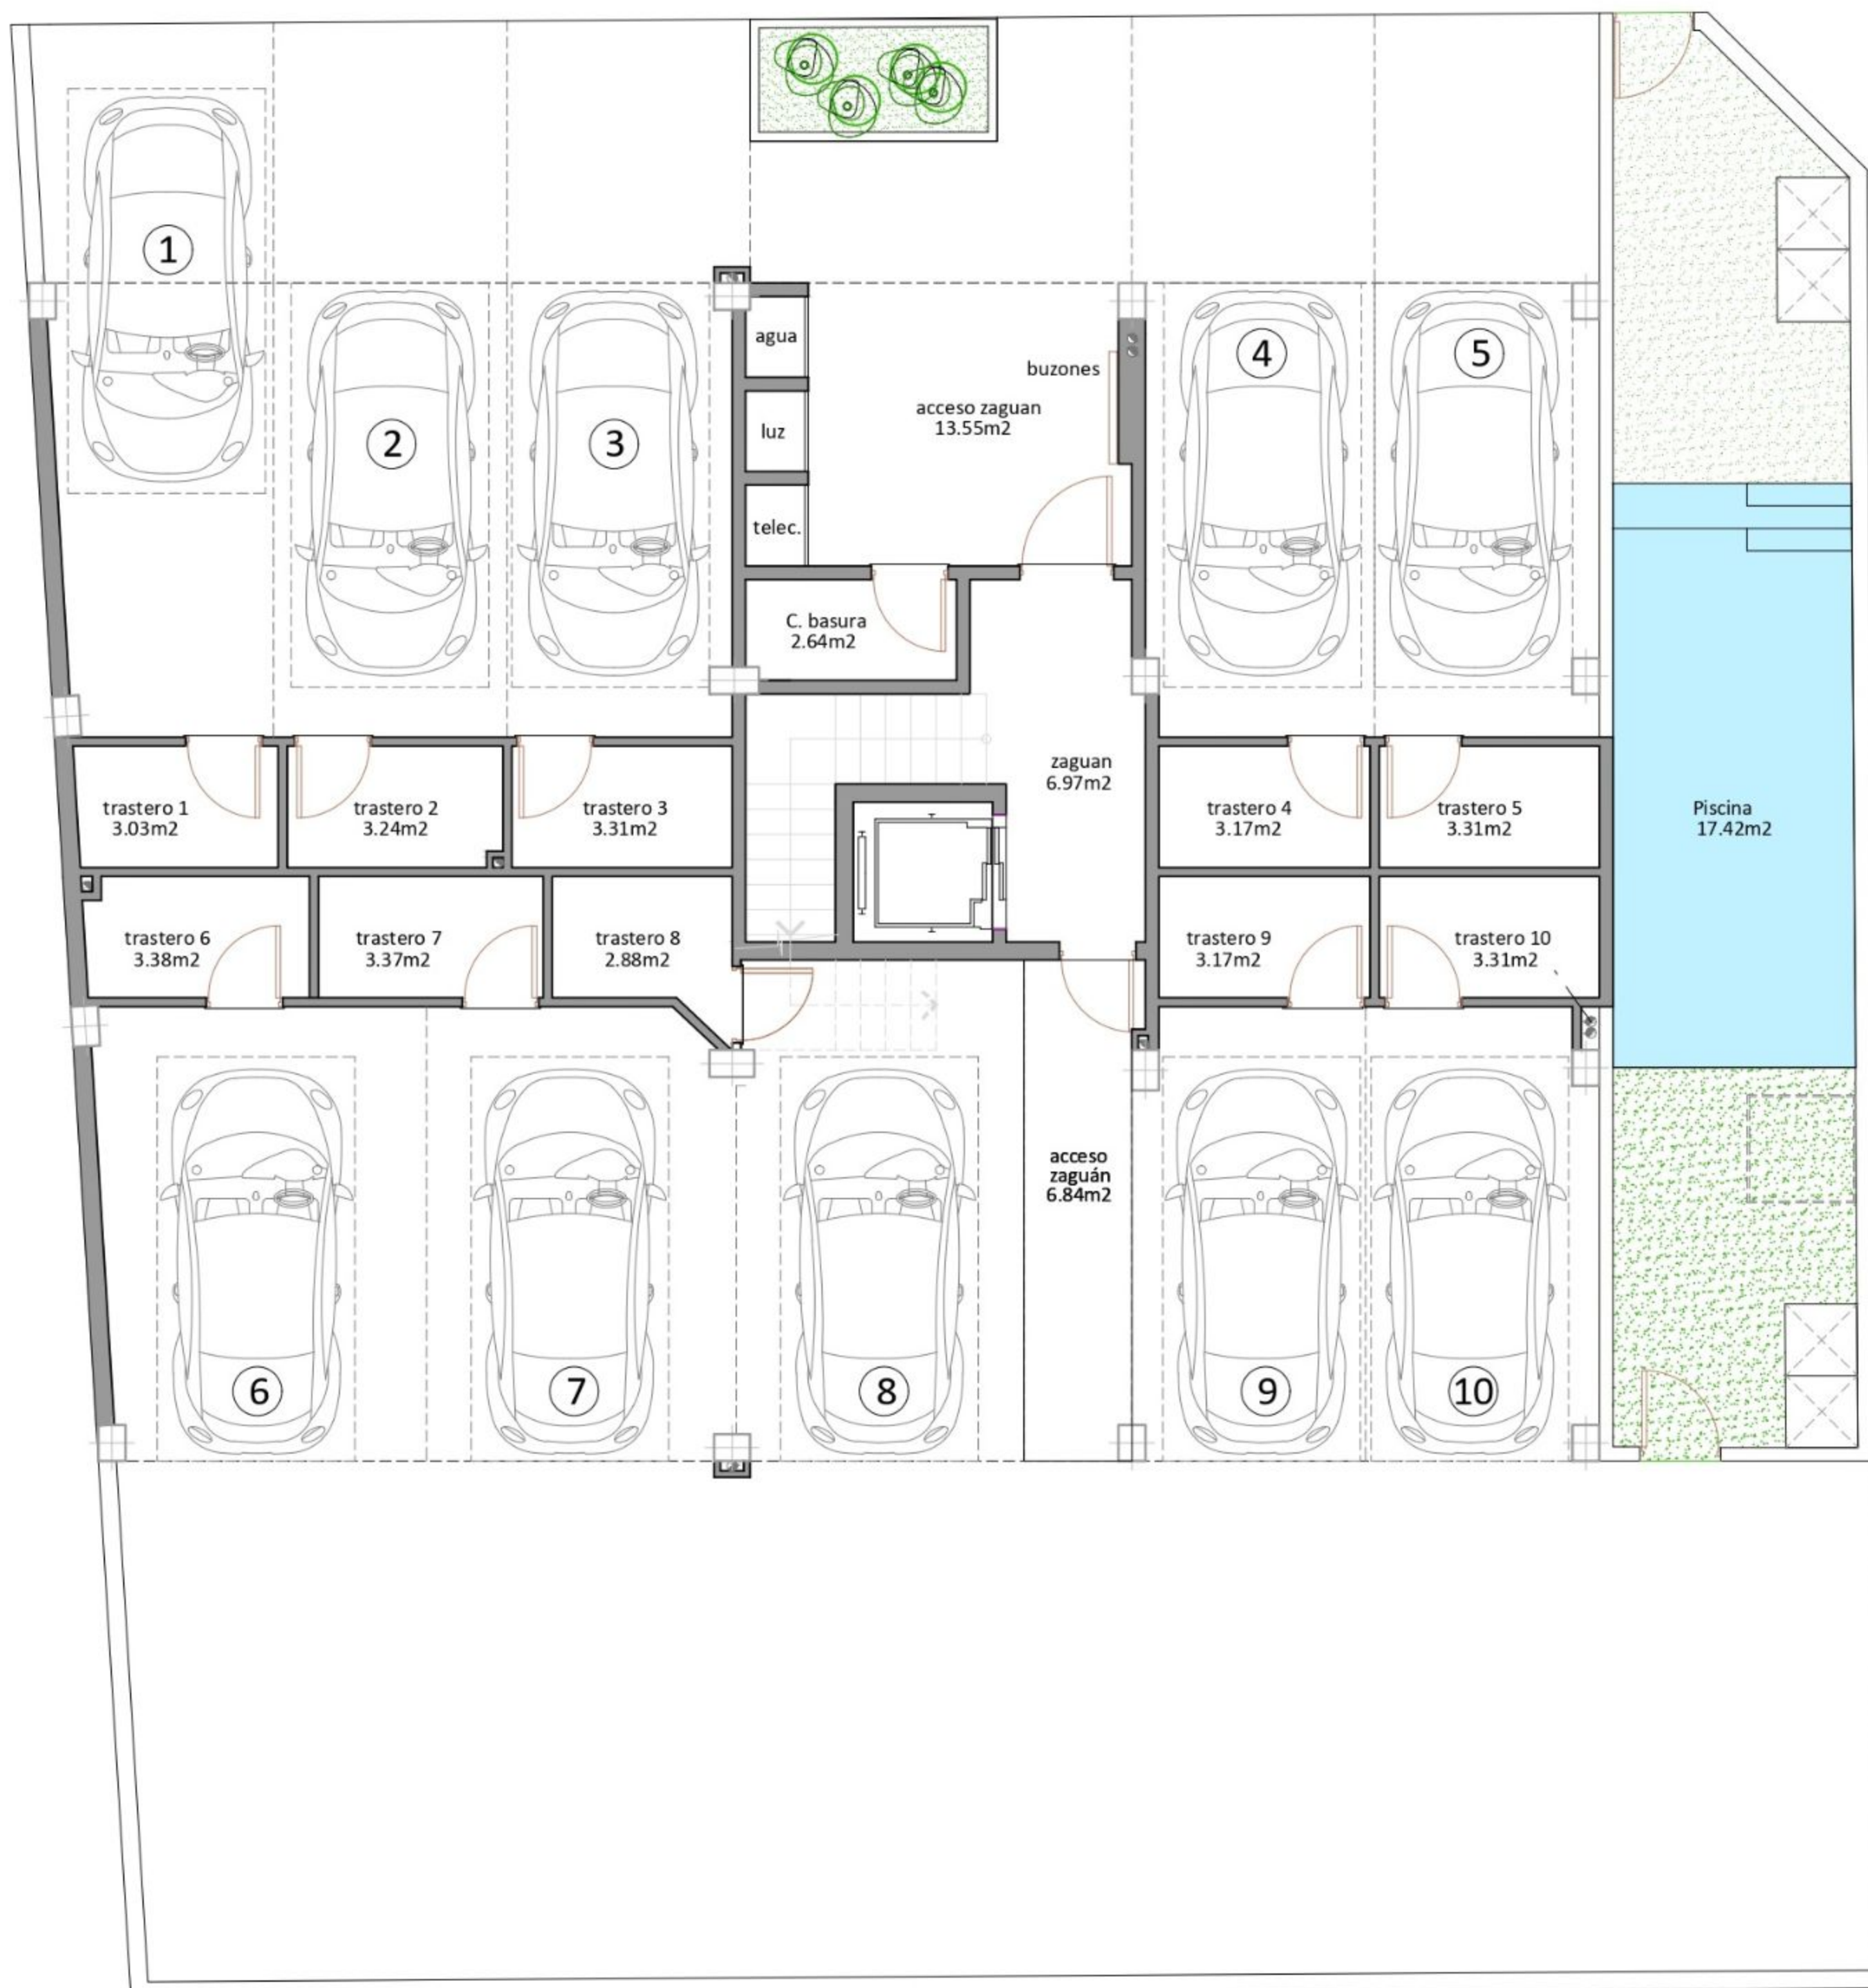 1
agua
buzones
4
5
acceso zaguan
13.55m2
2
3
luz
telec.
C. basura
2.64m2
zaguan
6.97m2
trastero 1
3.03m2
trastero 2
3.24m2
trastero 3
3.31m2
trastero 4
3.17m2
trastero 5
3.31m2
Piscina
17.42m2
trastero 6
3.38m2
trastero 7
3.37m2
trastero 8
2.88m2
trastero 9
3.17m2
trastero 10
3.31m2
acceso
zaguán
6.84m2
6
7
8
9
10